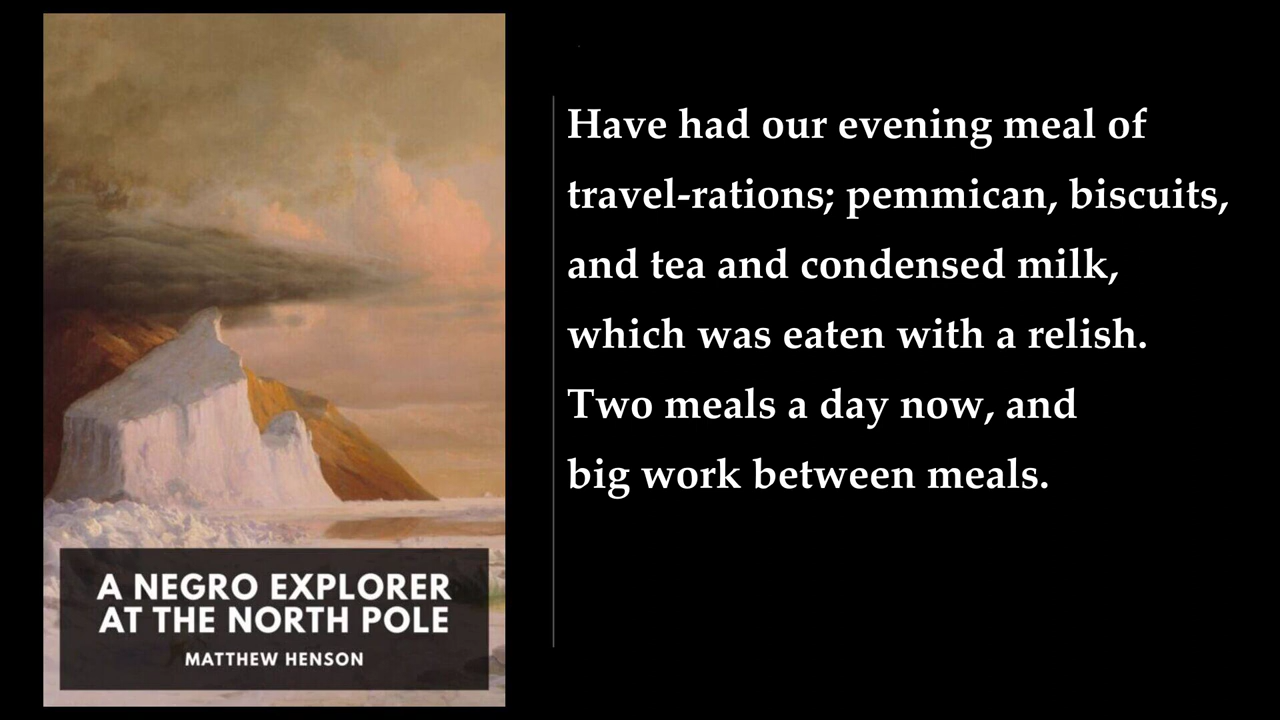 Have had our evening meal of
travel-rations; pemmican, biscuits,
and tea and condensed milk,
which was eaten with a relish.
Two meals a day now, and
big work between meals.
A NEGRO EXPLORER
AT THE NORTH POLE
MATTHEW HENSON